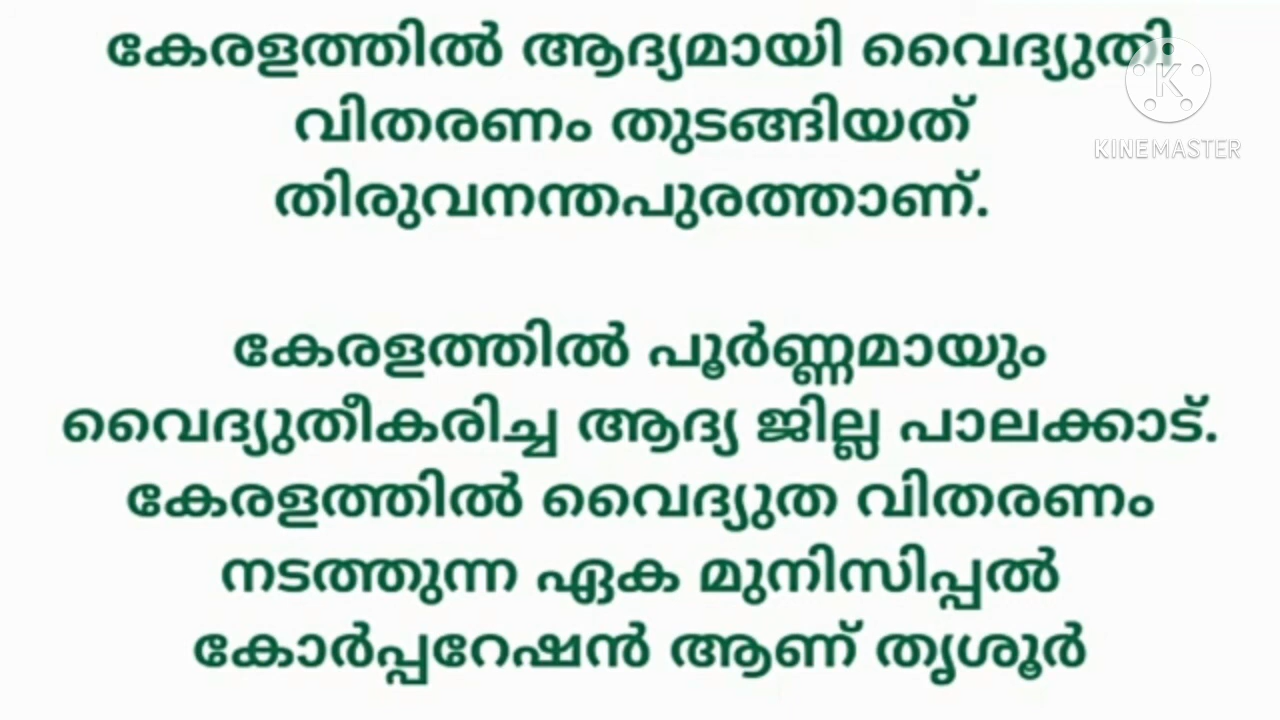 കേരളത്തിൽ ആദ്യമായി വൈദ്യുതി
വിതരണം തുടങ്ങിയത്
തിരുവനന്തപുരത്താണ്.
കേരളത്തിൽ പൂർണ്ണമായും
വൈദ്യുതീകരിച്ച ആദ്യ ജില്ല പാലക്കാട്.
കേരളത്തിൽ വൈദ്യുത വിതരണം
നടത്തുന്ന ഏക മുനിസിപ്പൽ
കോർപ്പറേഷൻ ആണ് തൃശൂർ
K
KINEMASTER